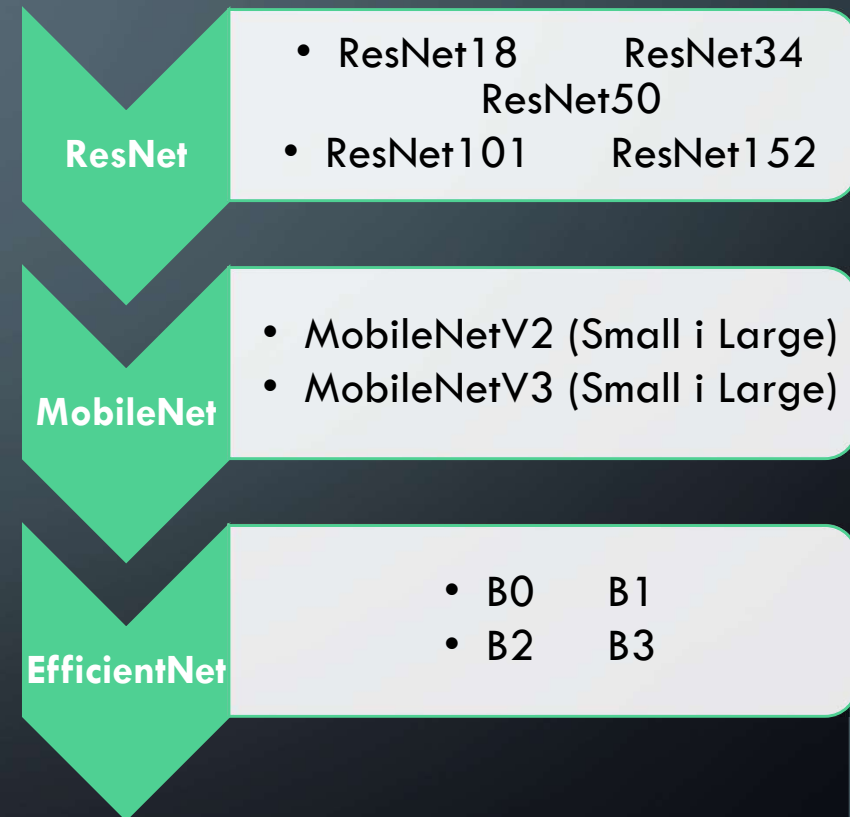 ResNet
• ResNet18 ResNet34
ResNet50
• ResNet101 ResNet152
MobileNet
• MobileNetV2 (Small i Large)
• MobileNetV3 (Small i Large)
EfficientNet
• B0 B1
• B2 B3